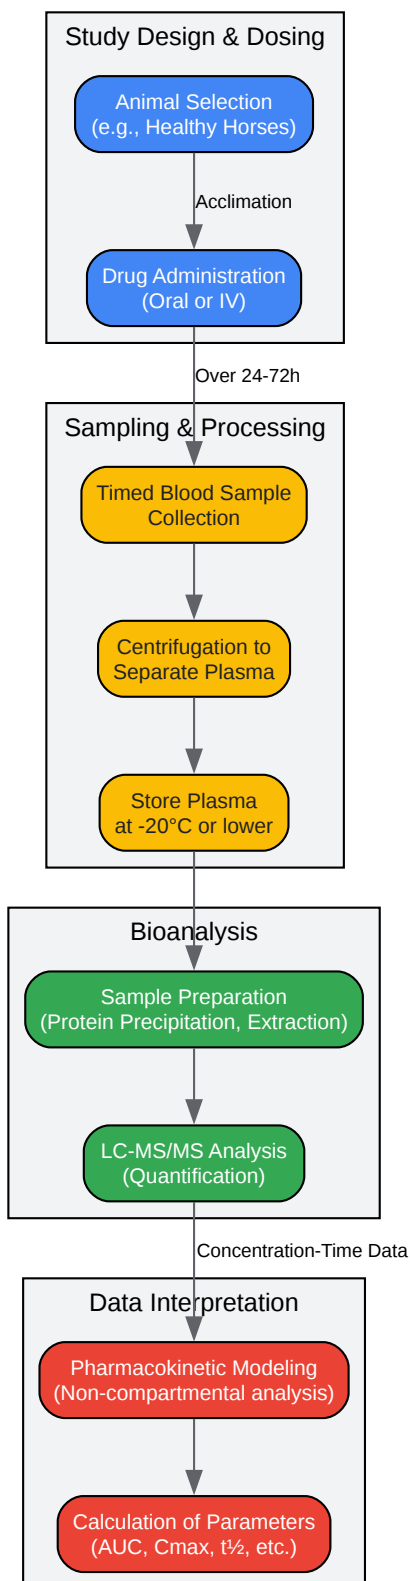 Study Design & Dosing
Animal Selection
(e.g., Healthy Horses)
Acclimation
Drug Administration
(Oral or IV)
Over 24-72h
Sampling & Processing
Timed Blood Sample
Collection
Centrifugation to
Separate Plasma
Store Plasma
at -20°C or lower
Bioanalysis
Sample Preparation
(Protein Precipitation, Extraction)
LC-MS/MS Analysis
(Quantification)
Concentration-Time Data
Data Interpretation
Pharmacokinetic Modeling
(Non-compartmental analysis)
Calculation of Parameters
(AUC, Cmax, t½, etc.)